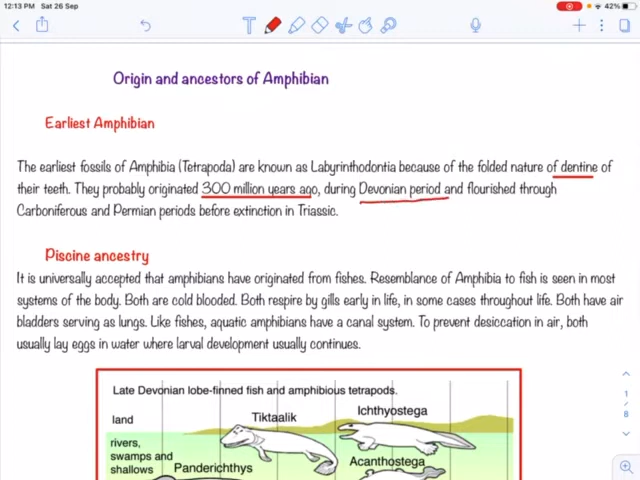 12:13 PM Sat 26 Sep
42%
Origin and ancestors of Amphibian
Earliest Amphibian
The earliest fossils of Amphibia (Tetrapoda) are known as Labyrinthodontia because of the folded nature of dentine of
their teeth. They probably originated 300 million years ago, during Devonian period and flourished through
Carboniferous and Permian periods before extinction in Triassic.
Piscine ancestry
It is universally accepted that amphibians have originated from fishes. Resemblance of Amphibia to fish is seen in most
systems of the body. Both are cold blooded. Both respire by gills early in life, in some cases throughout life. Both have air
bladders serving as lungs. Like fishes, aquatic amphibians have a canal system. To prevent desiccation in air, both
usually lay eggs in water where larval development usually continues.
Late Devonian lobe-finned fish and amphibious tetrapods.
land
Tiktaalik
Ichthyostega
rivers,
swamps and
shallows
Panderichthys
Acanthostega
1
/
8